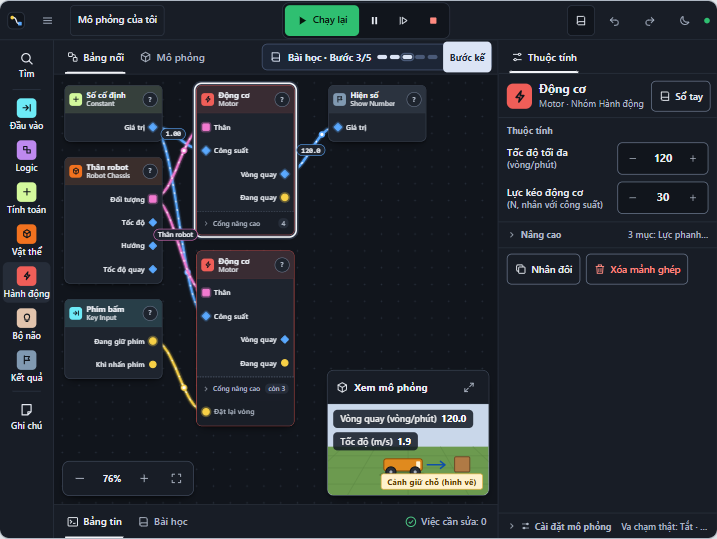 Mô phỏng của tôi
Chạy lại
Tìm
Đầu vào
Logic
Tính toán
Vật thể
Hành động
Bộ não
Kết quả
Ghi chú
Bảng nối
Mô phỏng
Bài học · Bước 3/5
Bước kế
Số cố định
Constant
?
Giá trị
1.00
Thân robot
Robot Chassis
?
Đối tượng
Tốc độ
Hướng
Tốc độ quay
Thân robot
Phím bấm
Key Input
?
Đang giữ phím
Khi nhấn phím
Động cơ
Motor
?
Thân
Công suất
Vòng quay
Đang quay
Cổng nâng cao
4
120.0
Động cơ
Motor
?
Thân
Công suất
Vòng quay
Đang quay
Cổng nâng cao
còn 3
Đặt lại vòng
Hiện số
Show Number
?
Giá trị
Xem mô phỏng
Vòng quay (vòng/phút) 120.0
Tốc độ (m/s) 1.9
Cảnh giữ chỗ (hình vẽ)
76%
Bảng tin
Bài học
Việc cần sửa: 0
Thuộc tính
Động cơ
Motor · Nhóm Hành động
Sổ tay
Thuộc tính
Tốc độ tối đa
(vòng/phút)
120
Lực kéo động cơ
(N, nhân với công suất)
30
Nâng cao
3 mục: Lực phanh...
Nhân đôi
Xóa mảnh ghép
Cài đặt mô phỏng
Va chạm thật: Tắt · ...